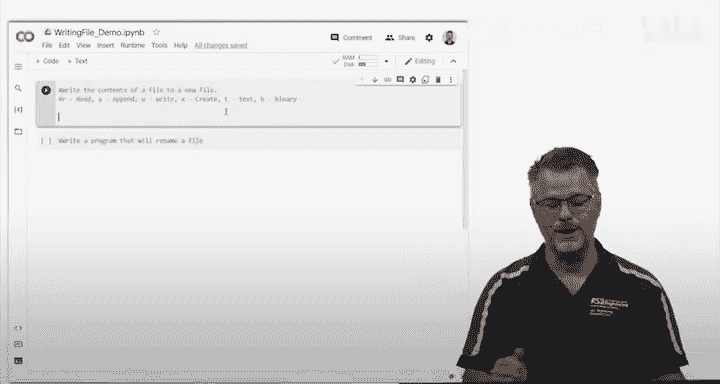 WritingFile_Demo.ipynb
Comment
Share
File Edit View Insert Runtime Tools Help All changes saved
+ Code + Text
RAM
Disk
Editing
#Write the contents of a file to a new file.
#r - Read, a - Append, w - Write, x - Create, t - text, b - binary
[ ] #Write a program that will rename a file